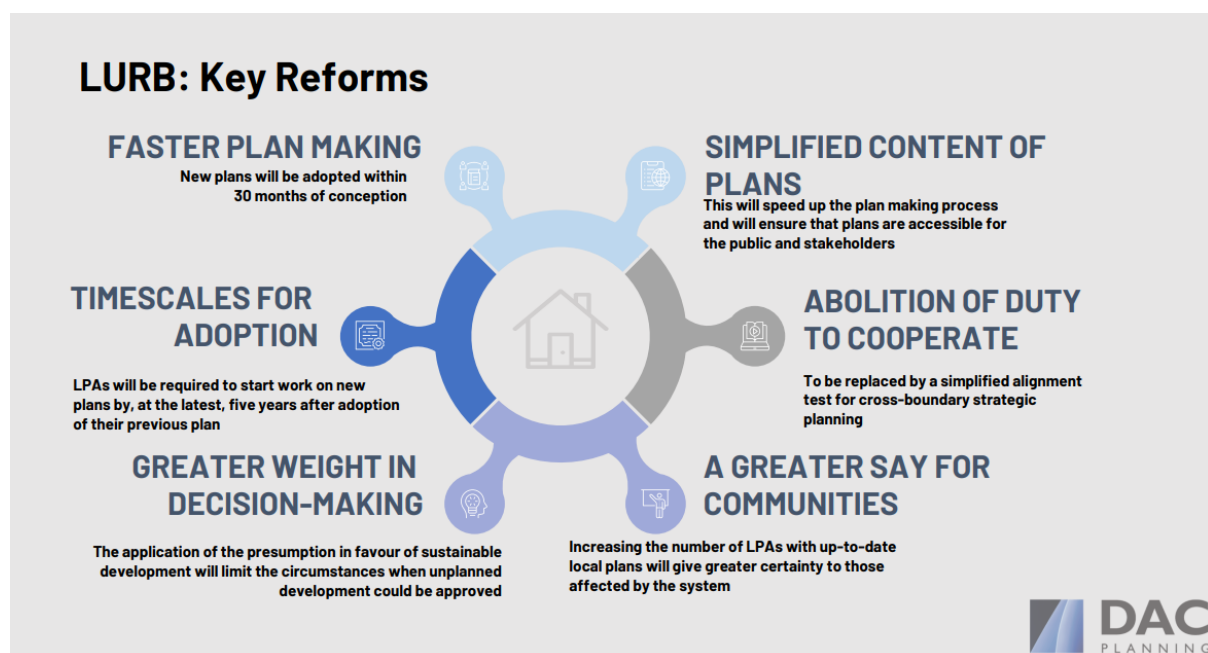 LURB: Key Reforms
FASTER PLAN MAKING
New plans will be adopted within
30 months of conception
SIMPLIFIED CONTENT OF
PLANS
This will speed up the plan making process
and will ensure that plans are accessible for
the public and stakeholders
TIMESCALES FOR
ADOPTION
LPAs will be required to start work on new
plans by, at the latest, five years after adoption
of their previous plan
ABOLITION OF DUTY
TO COOPERATE
To be replaced by a simplified alignment
test for cross-boundary strategic
planning
GREATER WEIGHT IN
DECISION-MAKING
The application of the presumption in favour of sustainable
development will limit the circumstances when unplanned
development could be approved
A GREATER SAY FOR
COMMUNITIES
Increasing the number of LPAs with up-to-date
local plans will give greater certainty to those
affected by the system
DAC
PLANNING